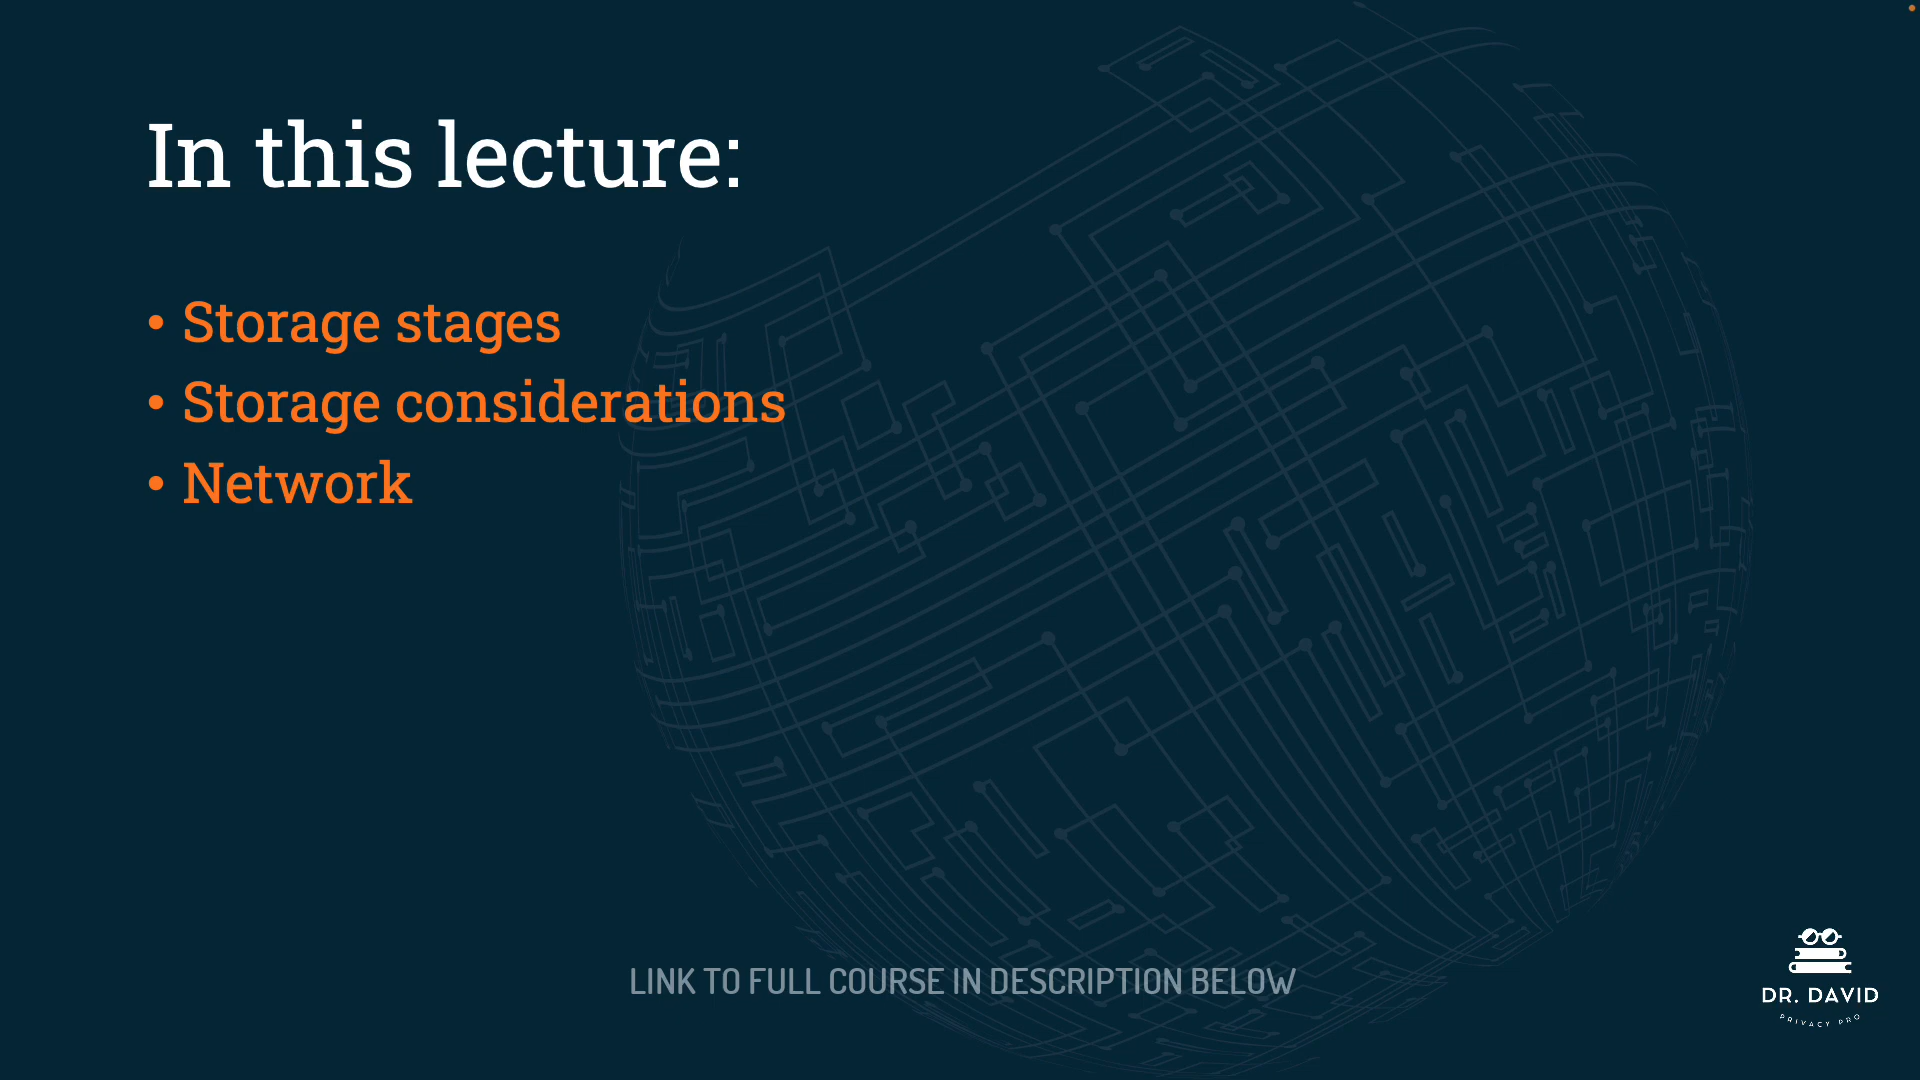 In this lecture:
• Storage stages
• Storage considerations
• Network
LINK TO FULL COURSE IN DESCRIPTION BELOW
DR. DAVID
PRIVACY PRO